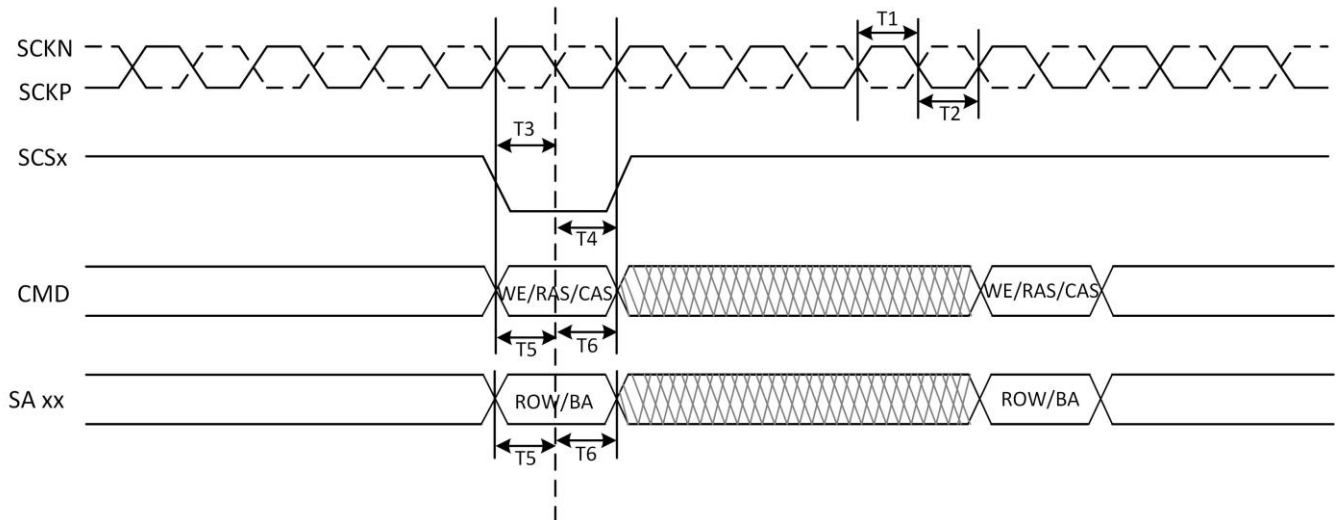 T1
SCKN
SCKP
T2
T3
SCSx
T4
CMD
WE/RAS/CAS
WE/RAS/CAS
T5
T6
SA xx
ROW/BA
ROW/BA
T5
T6